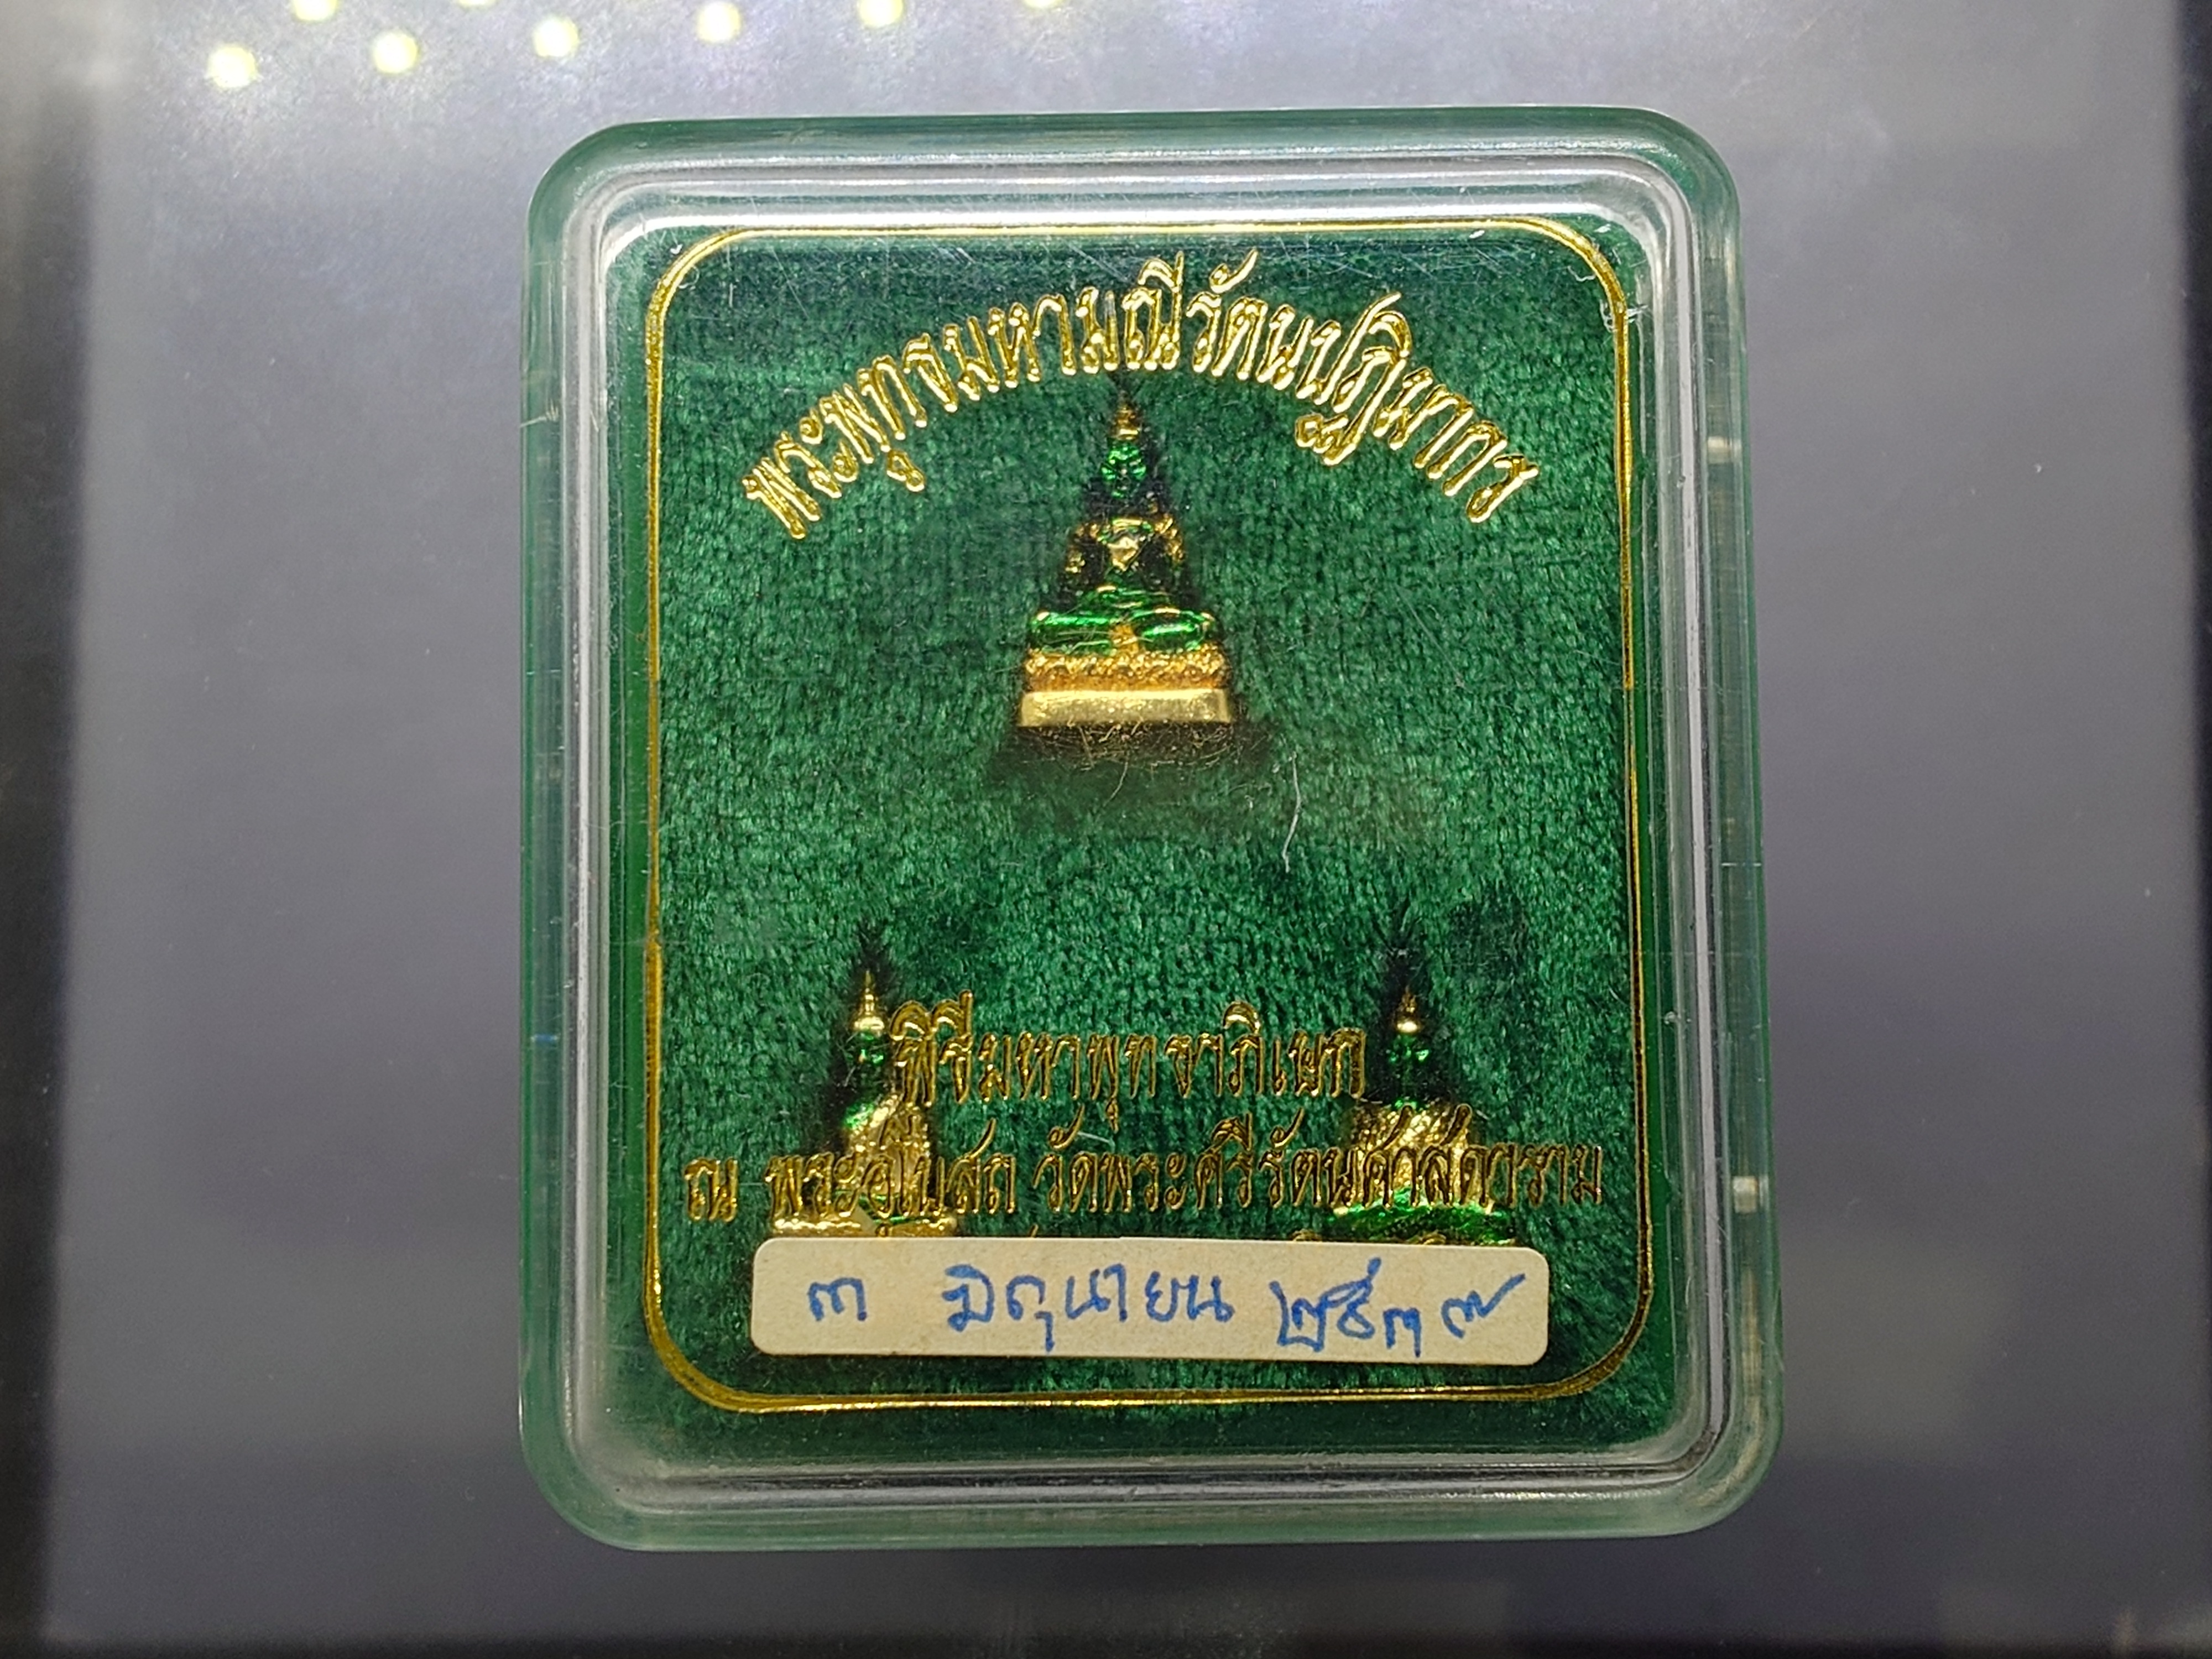 พระพุทธมหามณีรัตนปฏิมากร
พิธีมหาพุทธาภิเษก
ณ พระอุโบสถ วัดพระศรีรัตนศาสดาราม
๓ มิถุนายน ๒๕๓๗